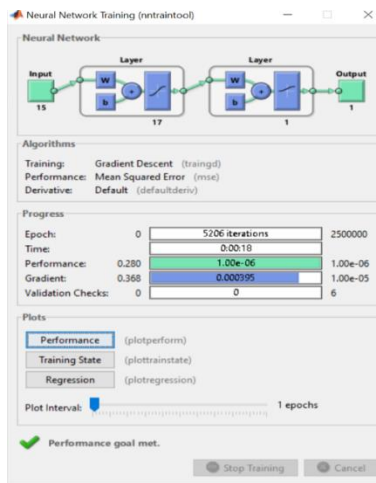 Neural Network Training (nntraintool)
Neural Network
Layer Layer
Input Output
W W
b b
+ +
15 1
17 1
Algorithms
Training: Gradient Descent (traingd)
Performance: Mean Squared Error (mse)
Derivative: Default (defaultderiv)
Progress
Epoch: 0 5206 iterations 2500000
Time: 0:00:18
Performance: 0.280 1.00e-06 1.00e-06
Gradient: 0.368 0.000395 1.00e-05
Validation Checks: 0 0 6
Plots
Performance (plotperform)
Training State (plottrainstate)
Regression (plotregression)
Plot Interval: 1 epochs
Performance goal met.
Stop Training Cancel